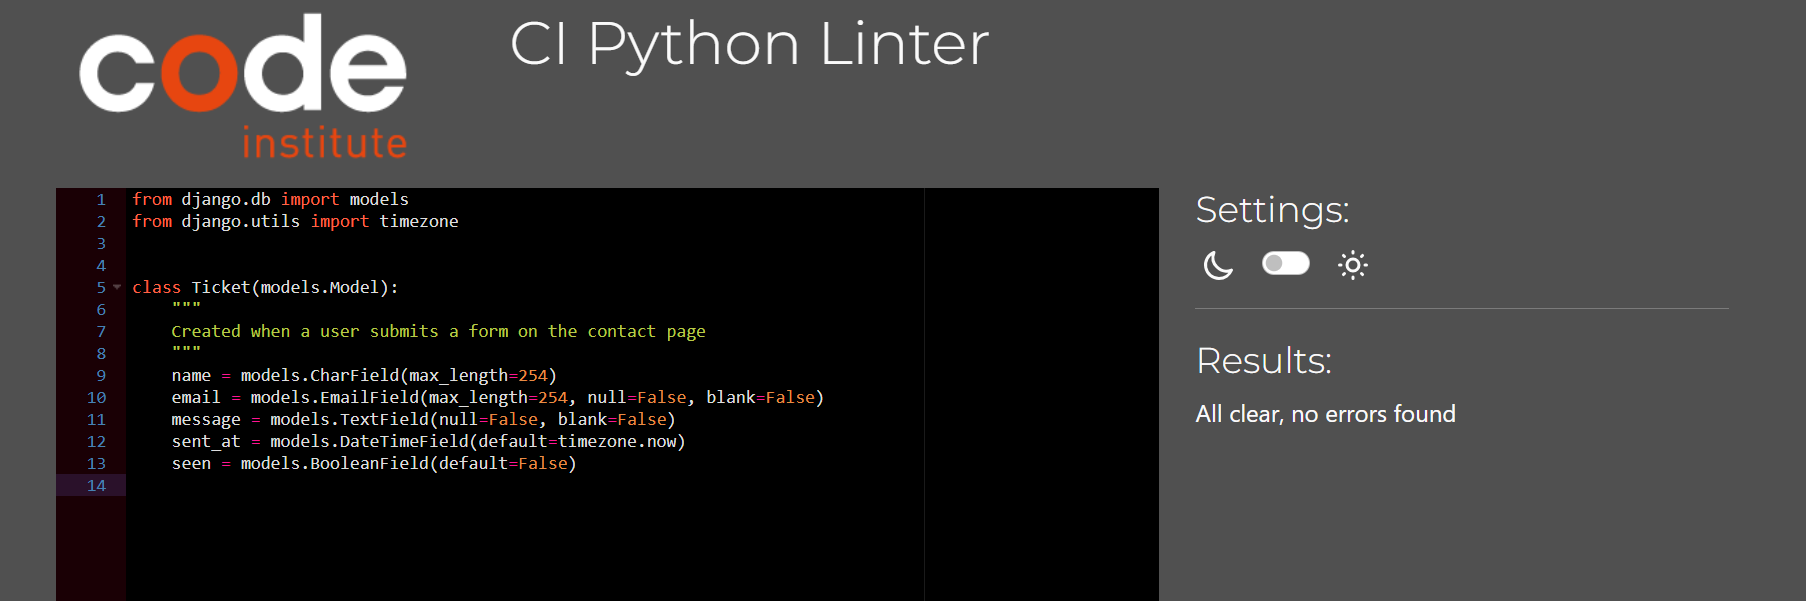 code
institute
CI Python Linter
1 from django.db import models
2 from django.utils import timezone
3
4
5 class Ticket(models.Model):
6     """
7     Created when a user submits a form on the contact page
8     """
9     name = models.CharField(max_length=254)
10     email = models.EmailField(max_length=254, null=False, blank=False)
11     message = models.TextField(null=False, blank=False)
12     sent_at = models.DateTimeField(default=timezone.now)
13     seen = models.BooleanField(default=False)
14
Settings:
Results:
All clear, no errors found